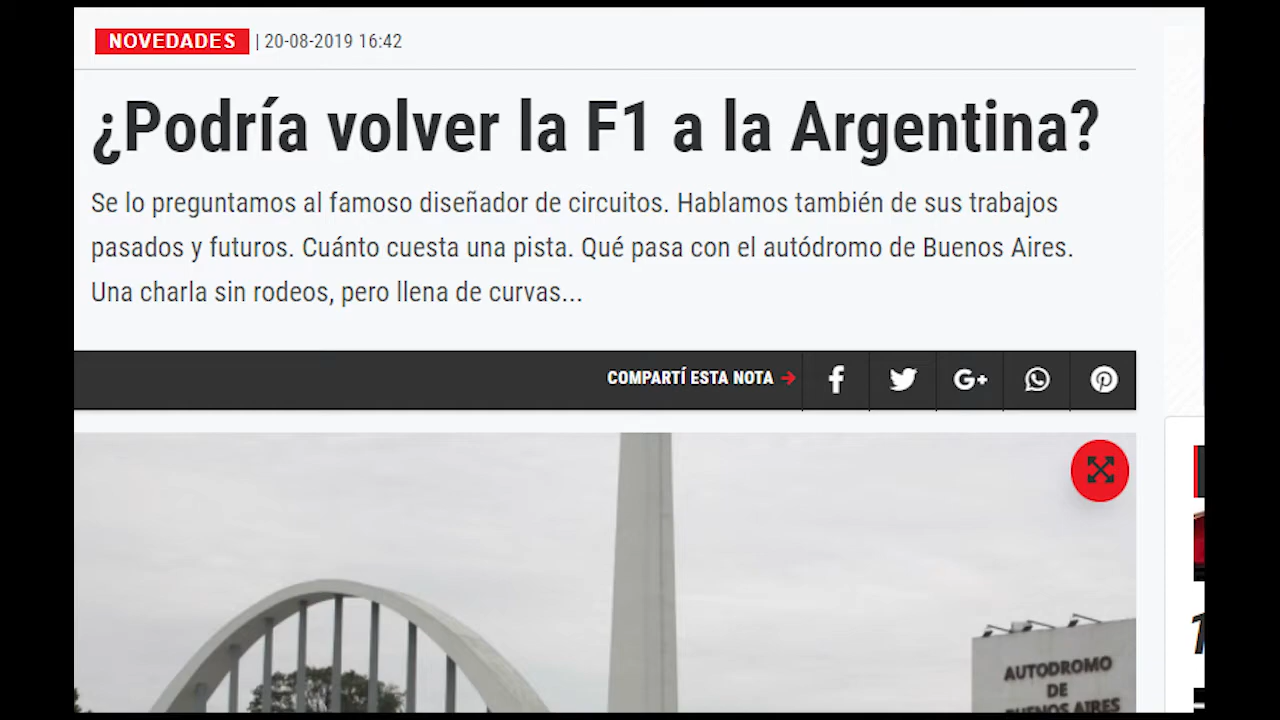 NOVEDADES | 20-08-2019 16:42
¿Podría volver la F1 a la Argentina?
Se lo preguntamos al famoso diseñador de circuitos. Hablamos también de sus trabajos
pasados y futuros. Cuánto cuesta una pista. Qué pasa con el autódromo de Buenos Aires.
Una charla sin rodeos, pero llena de curvas...
COMPARTÍ ESTA NOTA
G+
AUTODROMO
DE
BUENOS AIRES